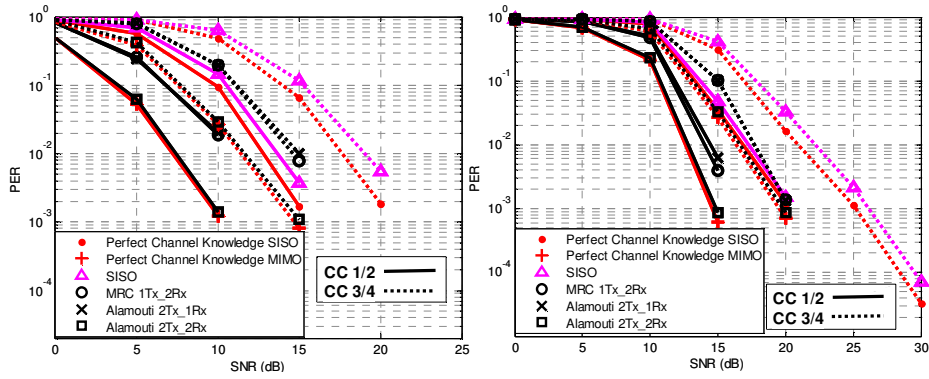 10^0
10^-1
10^-2
10^-3
10^-4
PER
0 5 10 15 20 25
SNR (dB)
Perfect Channel Knowledge SISO
Perfect Channel Knowledge MIMO
SISO
MRC 1Tx_2Rx
Alamouti 2Tx_1Rx
Alamouti 2Tx_2Rx
CC 1/2
CC 3/4
10^0
10^-1
10^-2
10^-3
10^-4
PER
0 5 10 15 20 25 30
SNR (dB)
Perfect Channel Knowledge SISO
Perfect Channel Knowledge MIMO
SISO
MRC 1Tx_2Rx
Alamouti 2Tx_1Rx
Alamouti 2Tx_2Rx
CC 1/2
CC 3/4